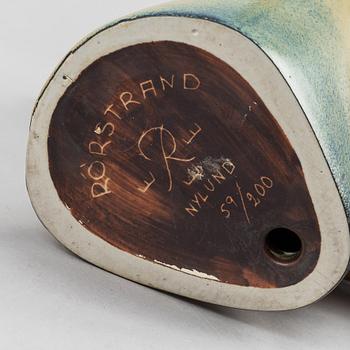 RÖRSTRAND
R
NYLUND
59/200